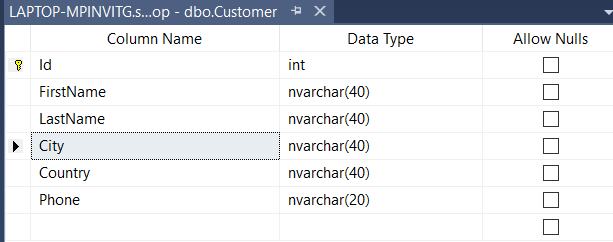 LAPTOP-MPINVITG.s...op - dbo.Customer
Column Name Data Type Allow Nulls
Id int
FirstName nvarchar(40)
LastName nvarchar(40)
City nvarchar(40)
Country nvarchar(40)
Phone nvarchar(20)